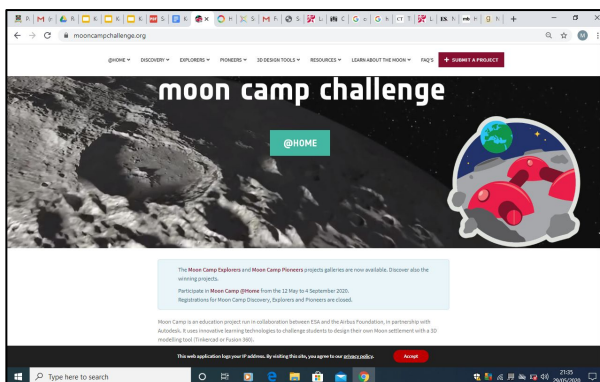 mooncampchallenge.org
@HOME DISCOVERY EXPLORERS PIONEERS 3D DESIGN TOOLS RESOURCES LEARN ABOUT THE MOON FAQ'S + SUBMIT A PROJECT
moon camp challenge
@HOME
The Moon Camp Explorers and Moon Camp Pioneers projects galleries are now available. Discover also the
winning projects.
Participate in Moon Camp @Home from the 12 May to 4 September 2020.
Registrations for Moon Camp Discovery, Explorers and Pioneers are closed.
Moon Camp is an education project run in collaboration between ESA and the Airbus Foundation, in partnership with
Autodesk. It uses innovative learning technologies to challenge students to design their own Moon settlement with a 3D
modelling tool (Tinkercad or Fusion 360).
This web application logs your IP address. By visiting this site, you agree to our privacy policy. Accept
Type here to search
21:35
29/05/2020